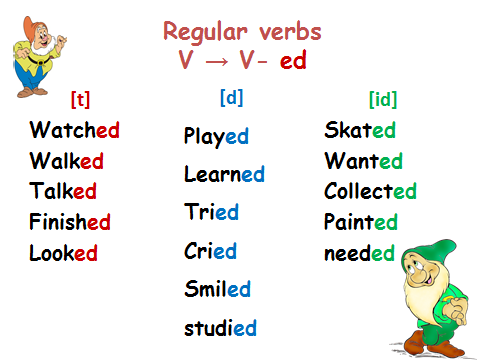 Regular verbs
V → V- ed
[t]
Watched
Walked
Talked
Finished
Looked
[d]
Played
Learned
Tried
Cried
Smiled
studied
[id]
Skated
Wanted
Collected
Painted
needed